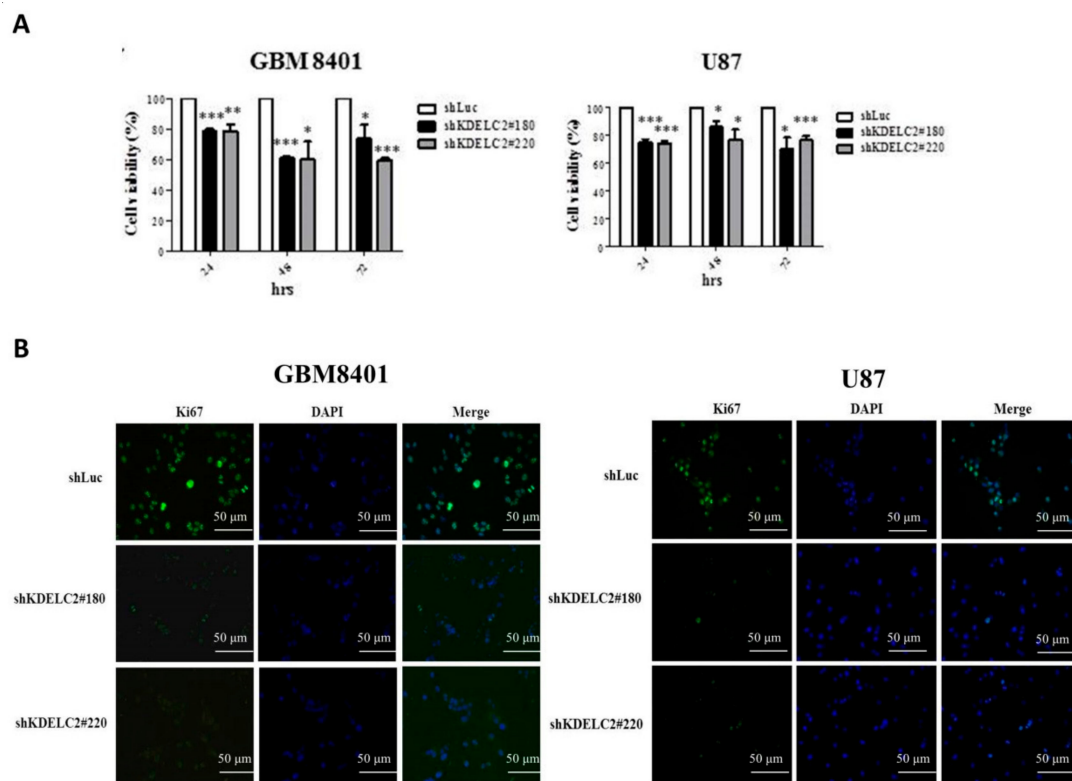 A
GBM 8401
Cell viability (%)
100
80
60
40
20
0
*** **
*** *
* ***
24
48
72
hrs
shLuc
shKDELC2#180
shKDELC2#220
U87
Cell viability (%)
100
80
60
40
20
0
*** ***
* *
* ***
24
48
72
hrs
shLuc
shKDELC2#180
shKDELC2#220
B
GBM8401
Ki67 DAPI Merge
shLuc
50 μm 50 μm 50 μm
shKDELC2#180
50 μm 50 μm 50 μm
shKDELC2#220
50 μm 50 μm 50 μm
U87
Ki67 DAPI Merge
shLuc
50 μm 50 μm 50 μm
shKDELC2#180
50 μm 50 μm 50 μm
shKDELC2#220
50 μm 50 μm 50 μm